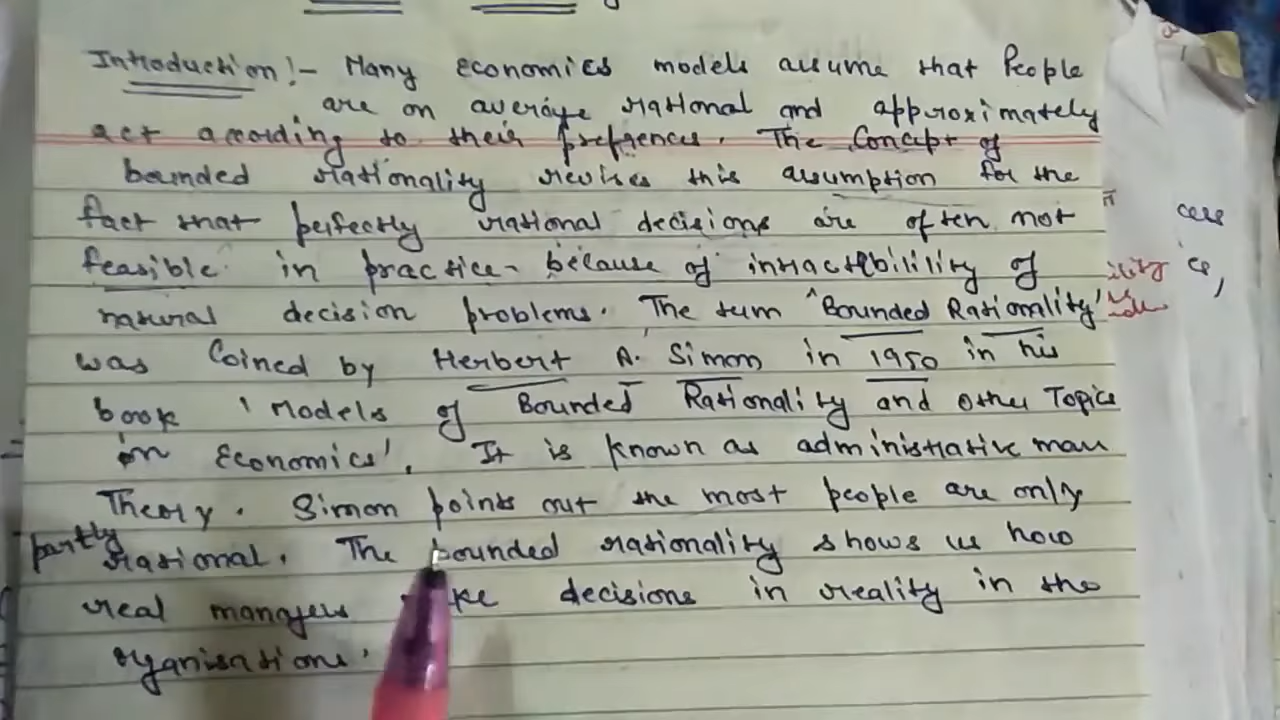 Introduction :- Many economics models assume that People
are on average rational and approximately
act according to their prefrences. The Concept of
bounded rationality revises this assumption for the
fact that perfectly rational decisions are often not
feasible in practice. because of intractibility of
natural decision problems. The term 'Bounded Rationality'
was Coined by Herbert A. Simon in 1950 in his
book 'Models of Bounded Rationality and other Topics
in Economics'. It is known as administrative man
Theory. Simon points out the most people are only
partly rational. The bounded rationality shows us how
real managers decisions in reality in the
organisations.